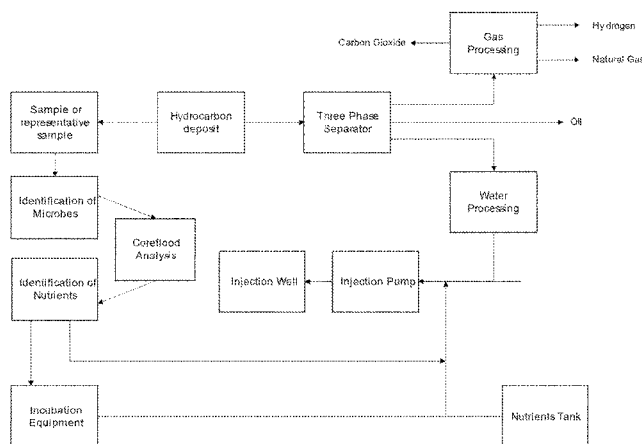 Hydrogen
Gas
Processing
Carbon Gioxide
Natural Gas
Sample or
representative
sample
Hydrocarbon
deposit
Three Phase
Separator
Oil
Identification of
Microbes
Water
Processing
Coreflood
Analysis
Identification of
Nutrients
Injection Well
Injection Pump
Incubation
Equipment
Nutrients Tank